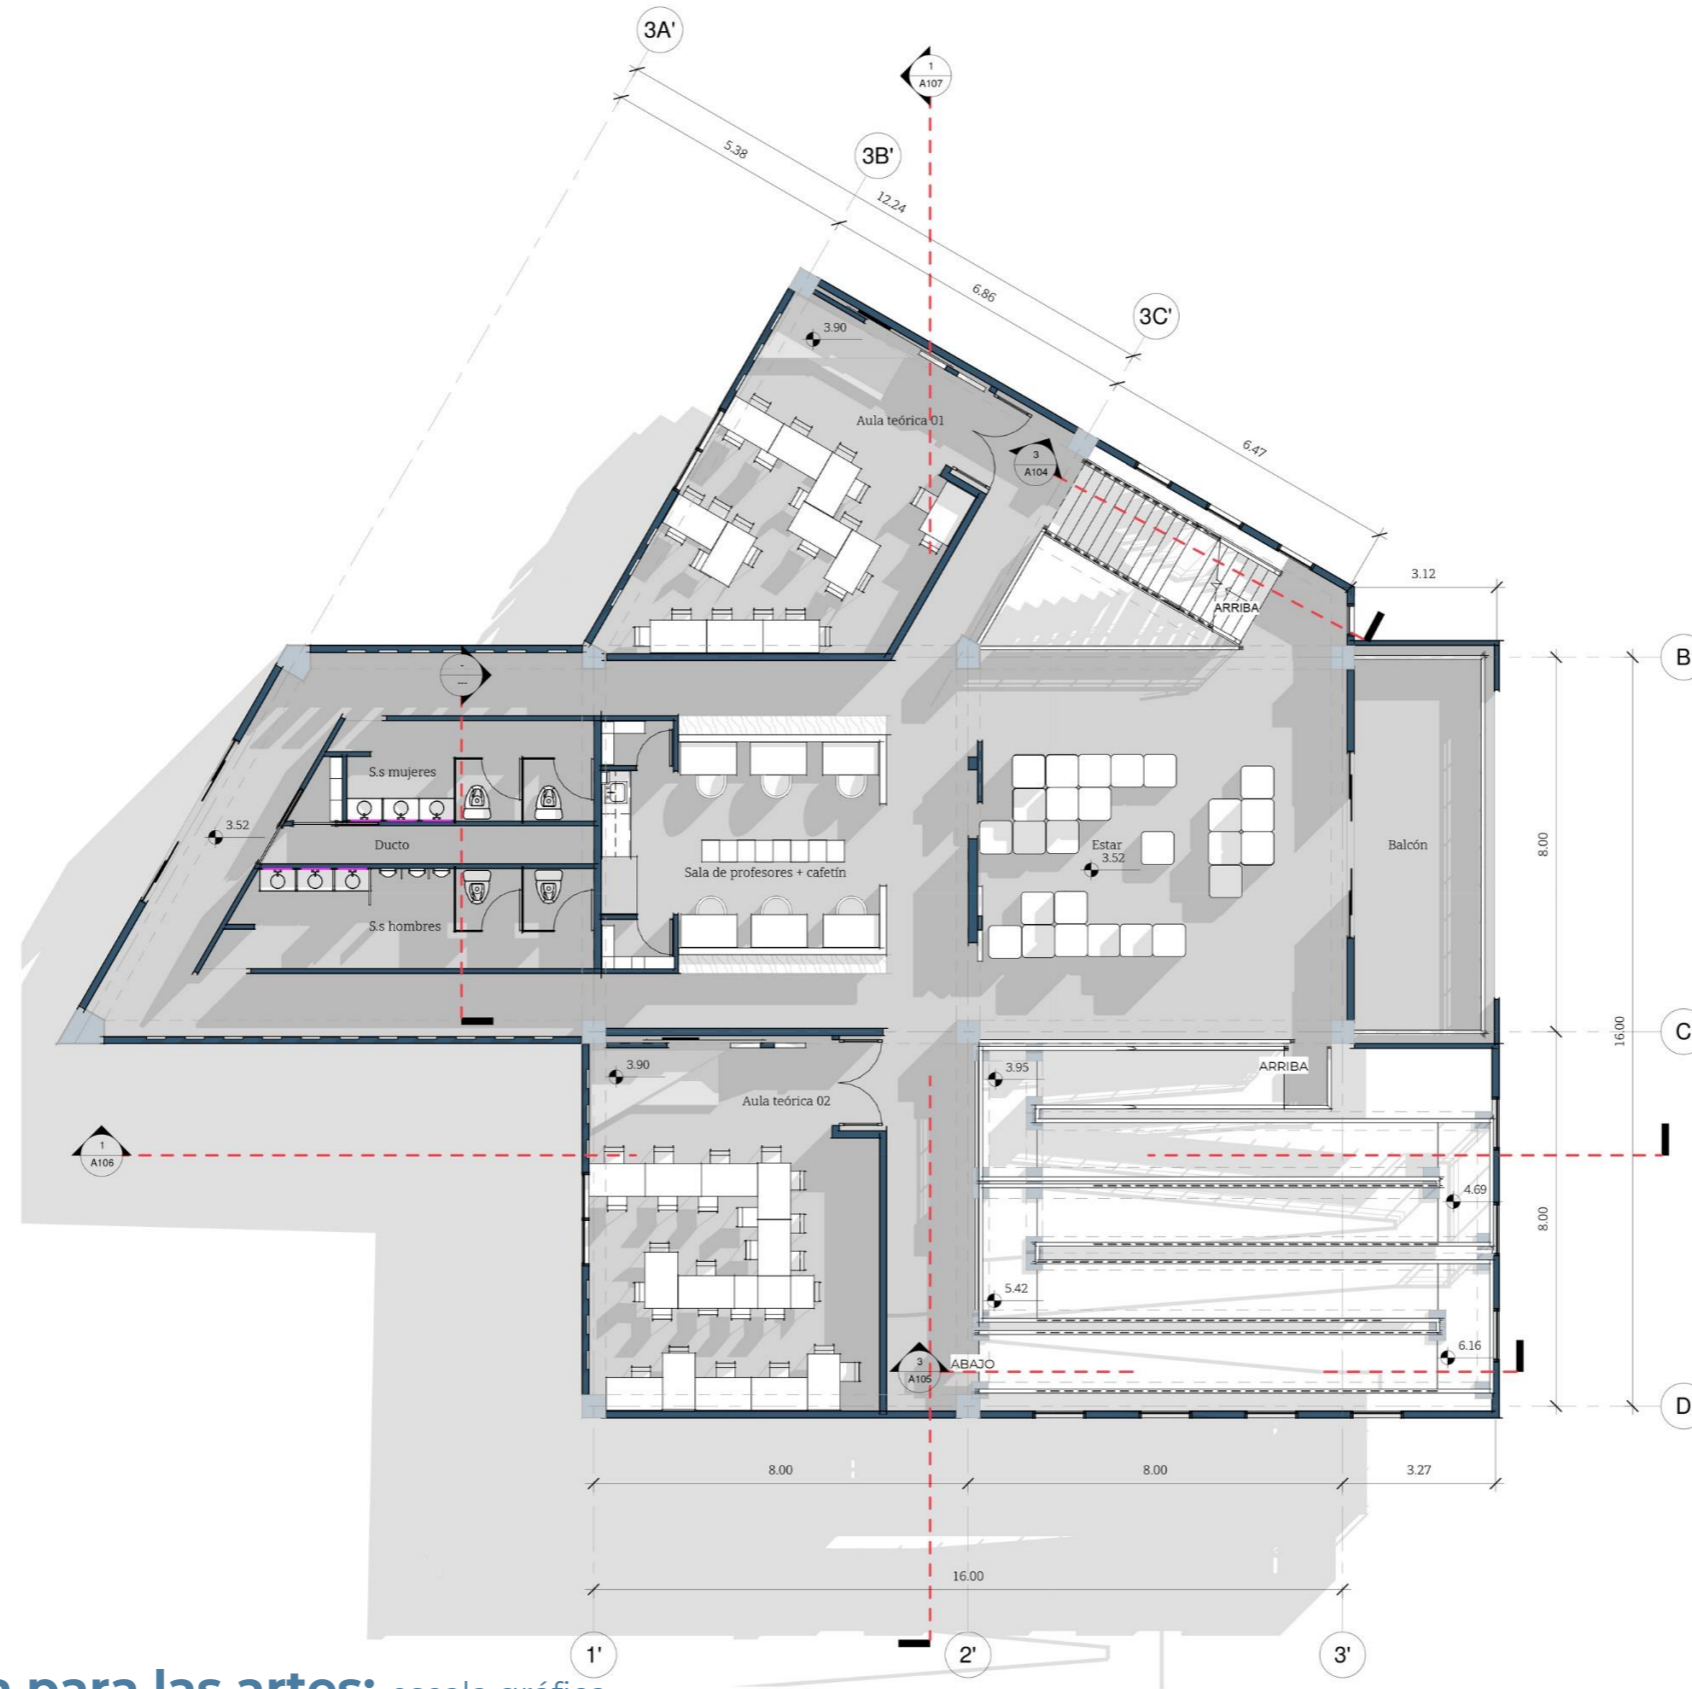 3A'
1
A107
5.38
3B'
12.24
6.86
3C'
3.90
Aula teórica 01
3
A104
6.47
3.12
ARRIBA
B
S.s mujeres
3.52
Ducto
Sala de profesores + cafetín
Estar
3.52
Balcón
8.00
S.s hombres
16.00
C
3.90
3.95
ARRIBA
Aula teórica 02
1
A106
4.69
8.00
5.42
6.16
3
A105
ABAJO
D
8.00
8.00
3.27
16.00
1'
2'
3'
para las artes: escala gráfica